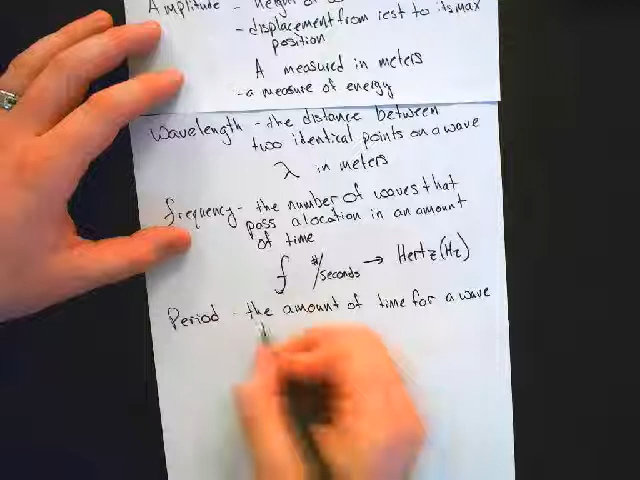 Amplitude - height of
- displacement from rest to its max
position
A measured in meters
- a measure of energy
Wavelength - the distance between
two identical points on a wave
λ in meters
frequency - the number of waves that
pass a location in an amount
of time
f #/seconds → Hertz (Hz)
Period - the amount of time for a wave